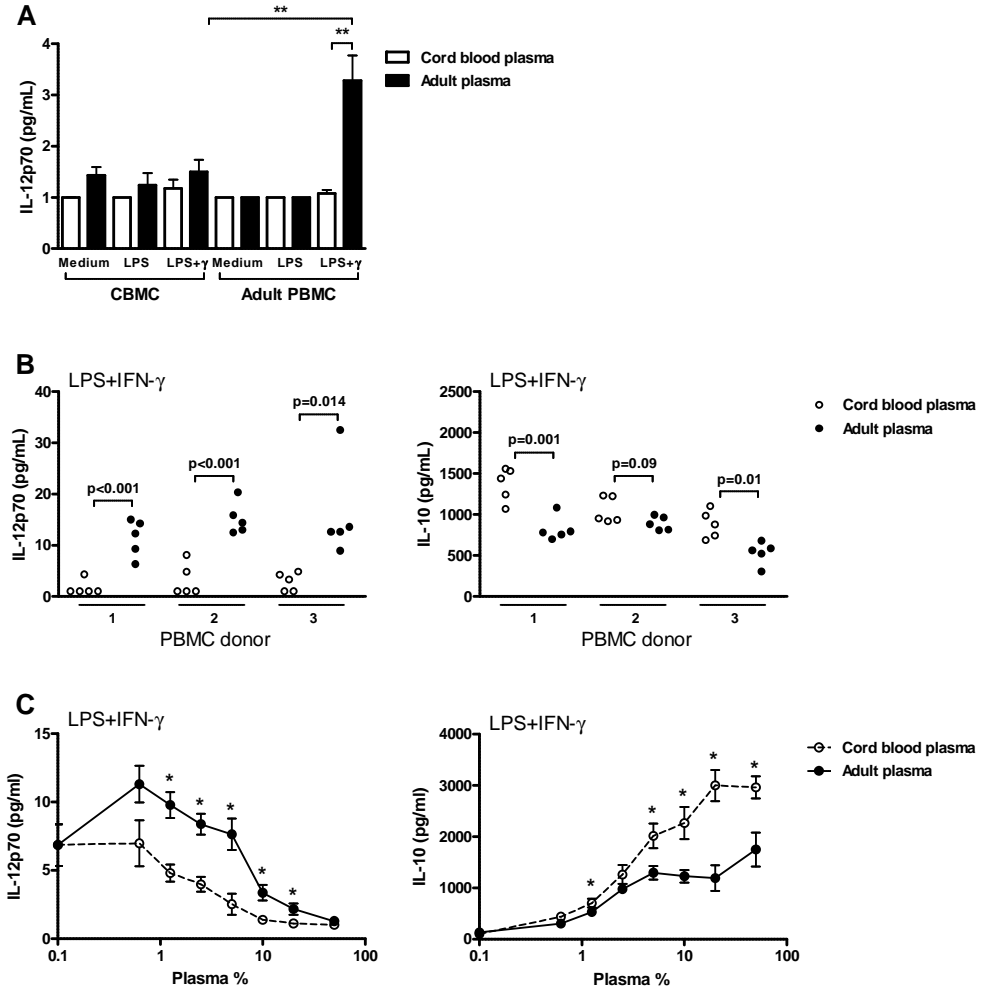 A
**
**
4
3
2
1
0
IL-12p70 (pg/mL)
Cord blood plasma
Adult plasma
Medium LPS LPS+γ Medium LPS LPS+γ
CBMC Adult PBMC
B
LPS+IFN-γ
40
30
20
10
0
IL-12p70 (pg/mL)
p<0.001
p<0.001
p=0.014
1 2 3
PBMC donor
LPS+IFN-γ
2500
2000
1500
1000
500
0
IL-10 (pg/mL)
p=0.001
p=0.09
p=0.01
1 2 3
PBMC donor
Cord blood plasma
Adult plasma
C
LPS+IFN-γ
15
10
5
0
IL-12p70 (pg/ml)
* * * * *
0.1 1 10 100
Plasma %
LPS+IFN-γ
4000
3000
2000
1000
0
IL-10 (pg/ml)
* * * * *
0.1 1 10 100
Plasma %
Cord blood plasma
Adult plasma